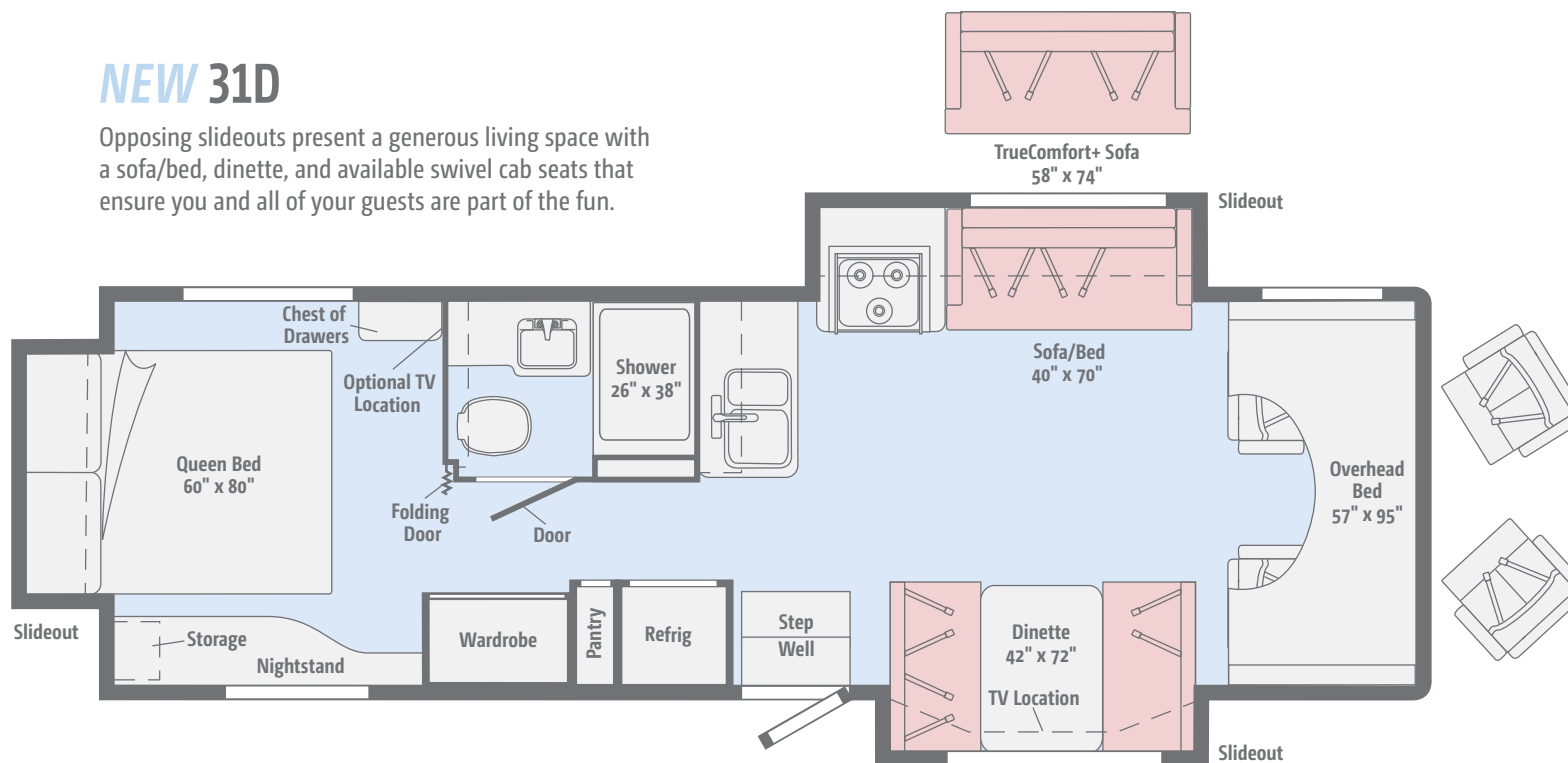 NEW 31D
Opposing slideouts present a generous living space with
a sofa/bed, dinette, and available swivel cab seats that
ensure you and all of your guests are part of the fun.
TrueComfort+ Sofa
58" x 74"
Slideout
Chest of
Drawers
Optional TV
Location
Shower
26" x 38"
Sofa/Bed
40" x 70"
Queen Bed
60" x 80"
Folding
Door
Door
Overhead
Bed
57" x 95"
Slideout
Storage
Nightstand
Wardrobe
Pantry
Refrig
Step
Well
Dinette
42" x 72"
TV Location
Slideout